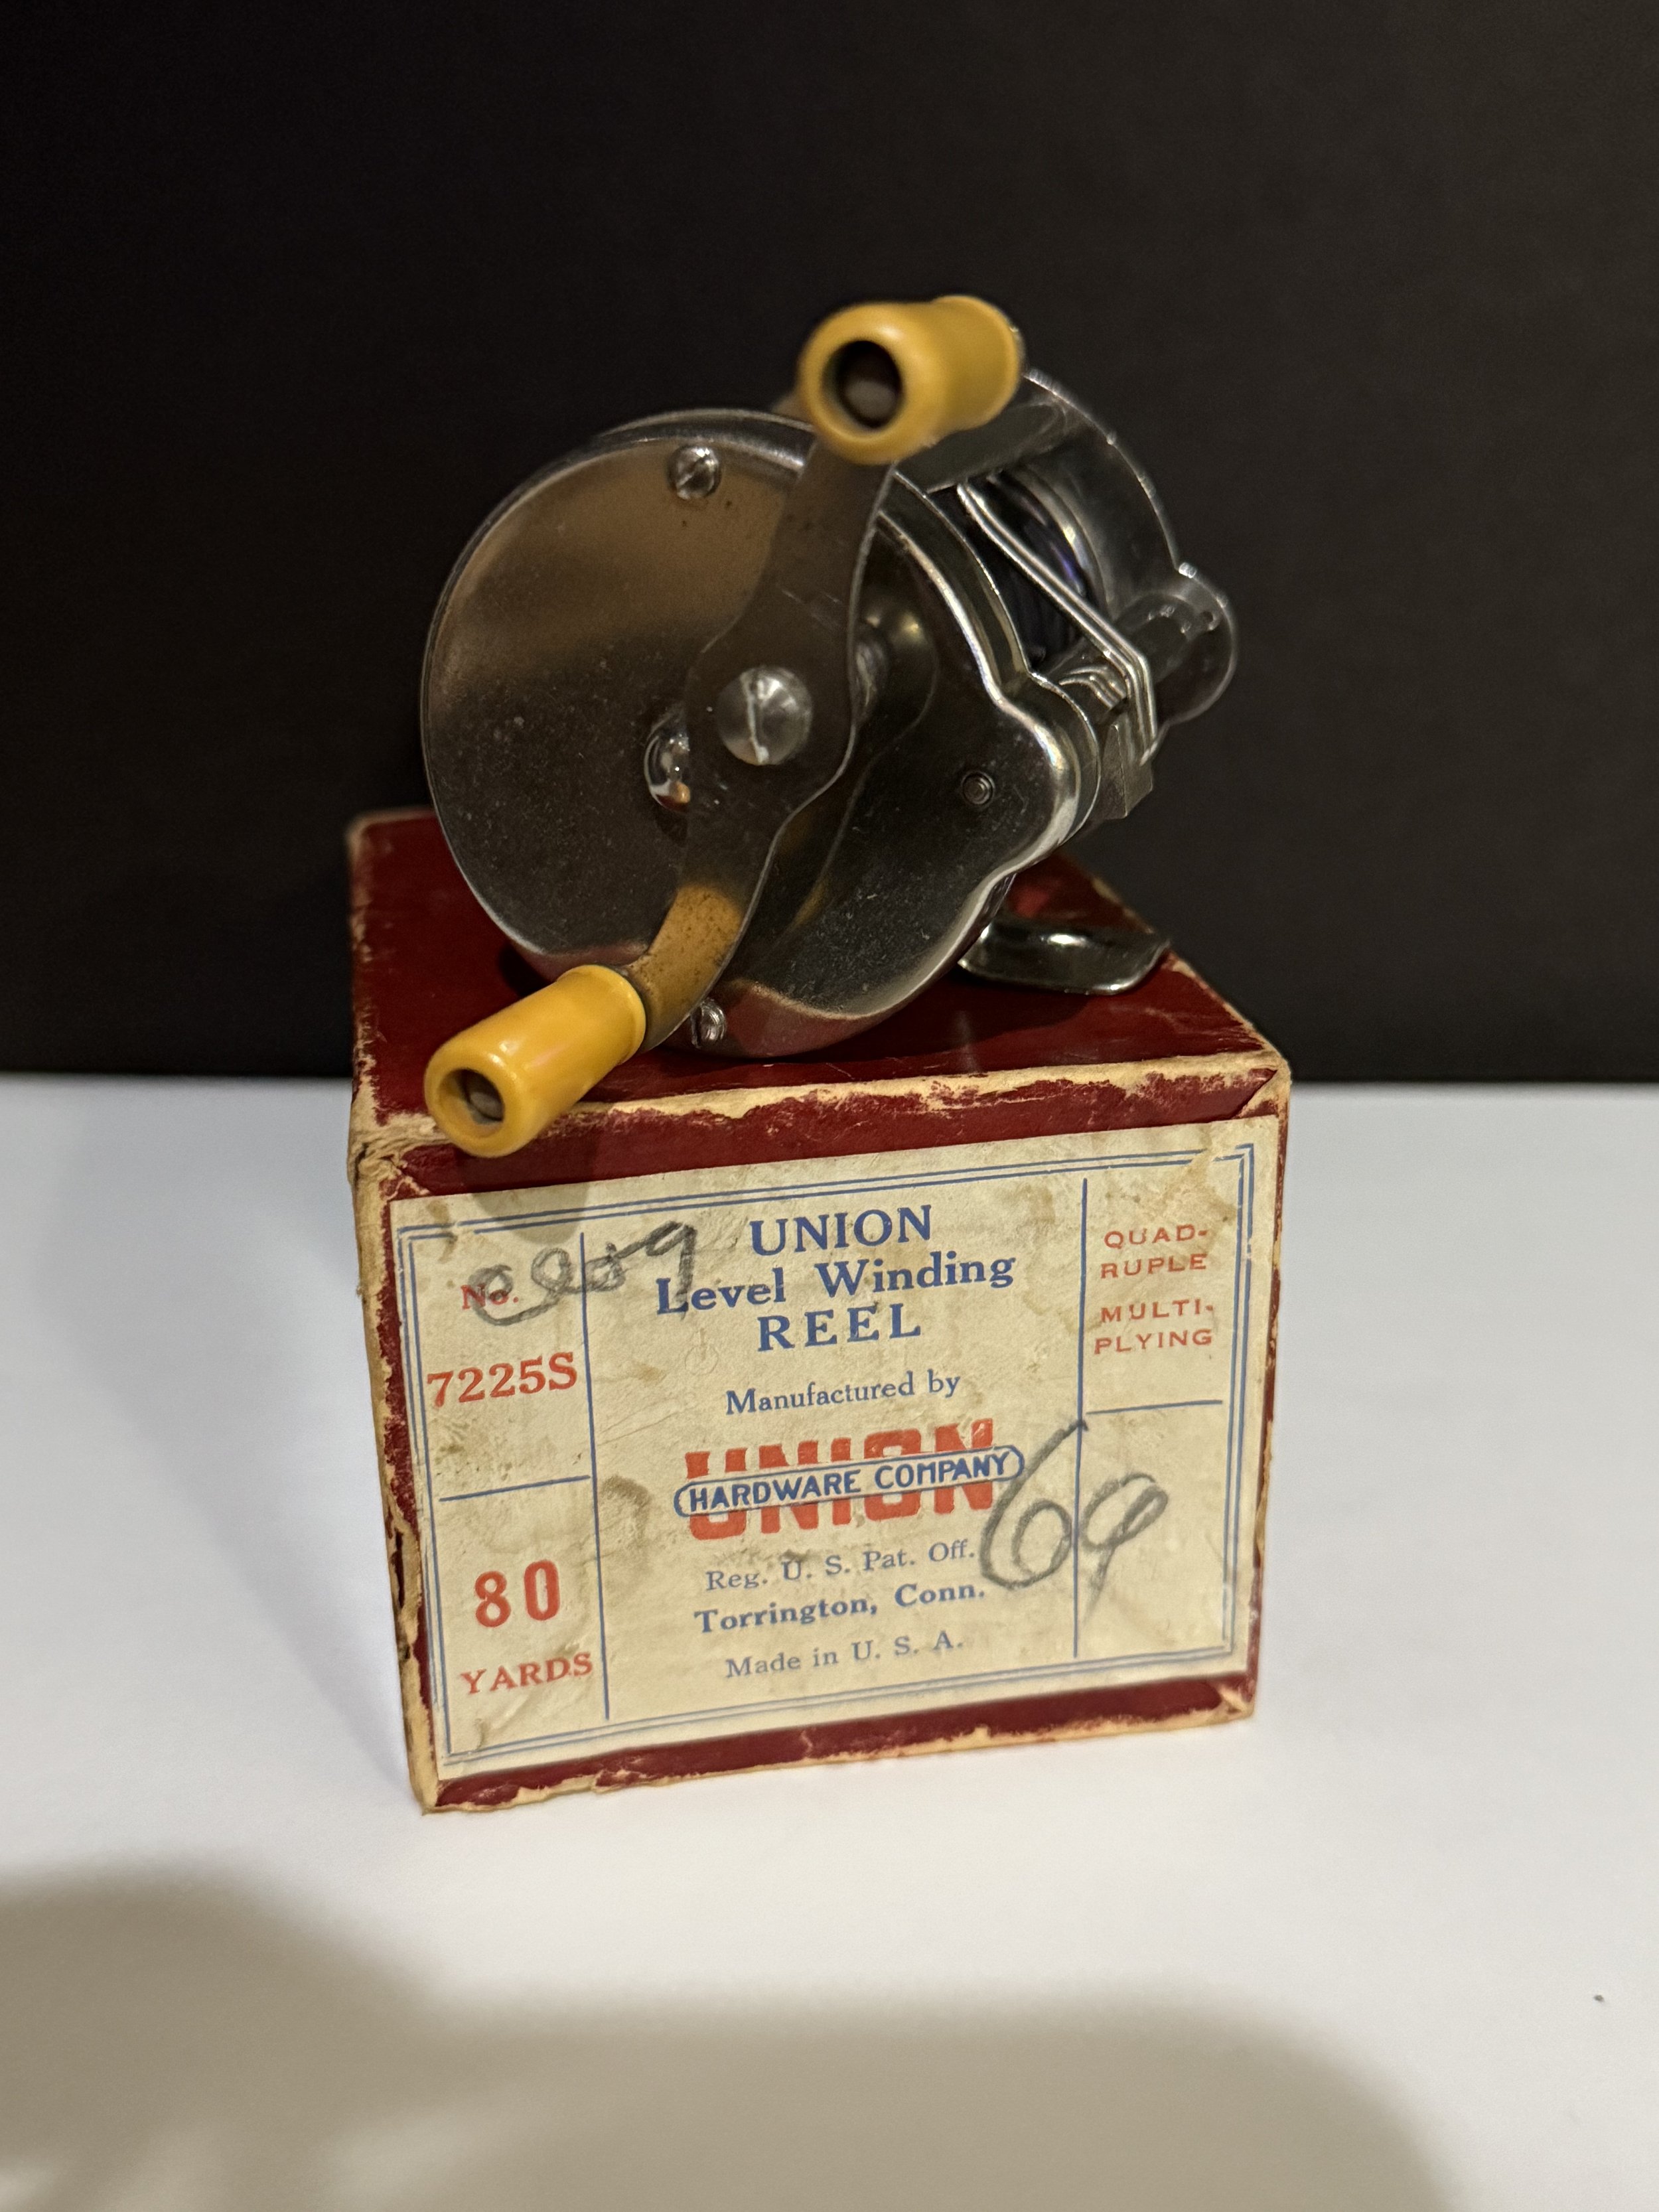 No.
7225S
80
YARDS
UNION
Level Winding
REEL
Manufactured by
UNION
HARDWARE COMPANY
Reg. U. S. Pat. Off.
Torrington, Conn.
Made in U. S. A.
QUAD-
RUPLE
MULTI-
PLYING
69